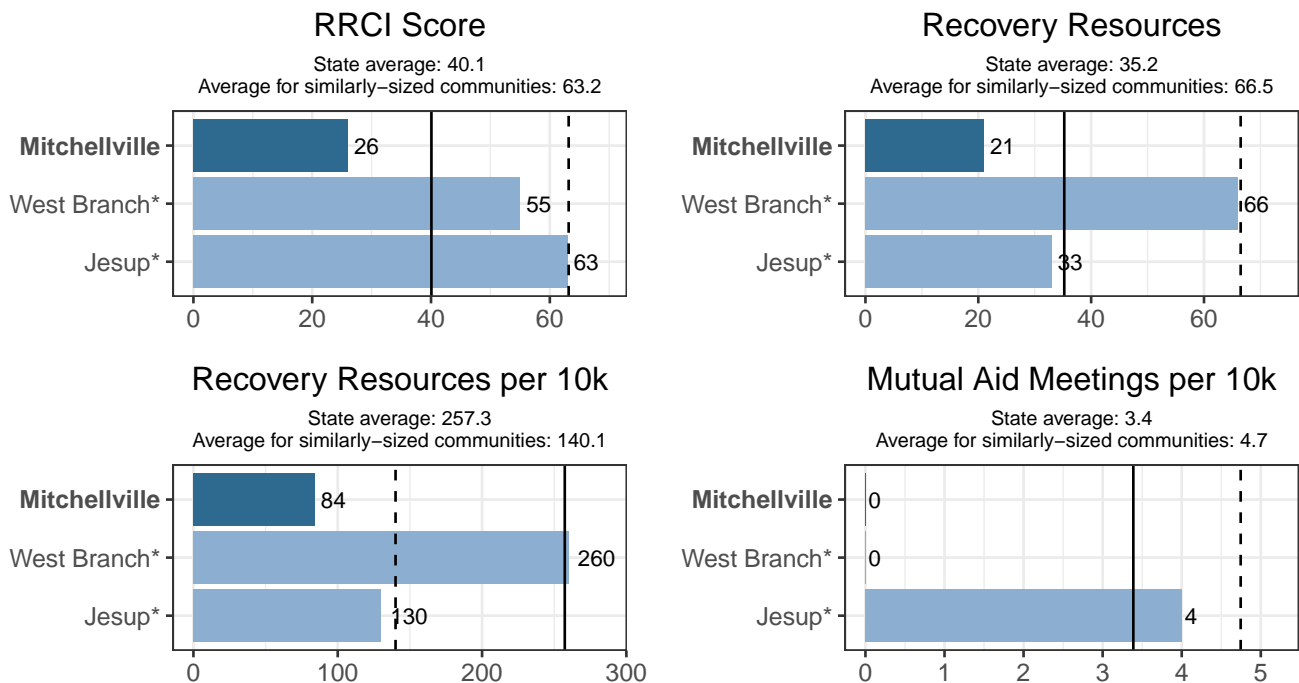 RRCI Score
State average: 40.1
Average for similarly−sized communities: 63.2
Mitchellville
26
West Branch*
55
Jesup*
63
0 20 40 60
Recovery Resources
State average: 35.2
Average for similarly−sized communities: 66.5
Mitchellville
21
West Branch*
66
Jesup*
33
0 20 40 60
Recovery Resources per 10k
State average: 257.3
Average for similarly−sized communities: 140.1
Mitchellville
84
West Branch*
260
Jesup*
130
0 100 200 300
Mutual Aid Meetings per 10k
State average: 3.4
Average for similarly−sized communities: 4.7
Mitchellville
0
West Branch*
0
Jesup*
4
0 1 2 3 4 5